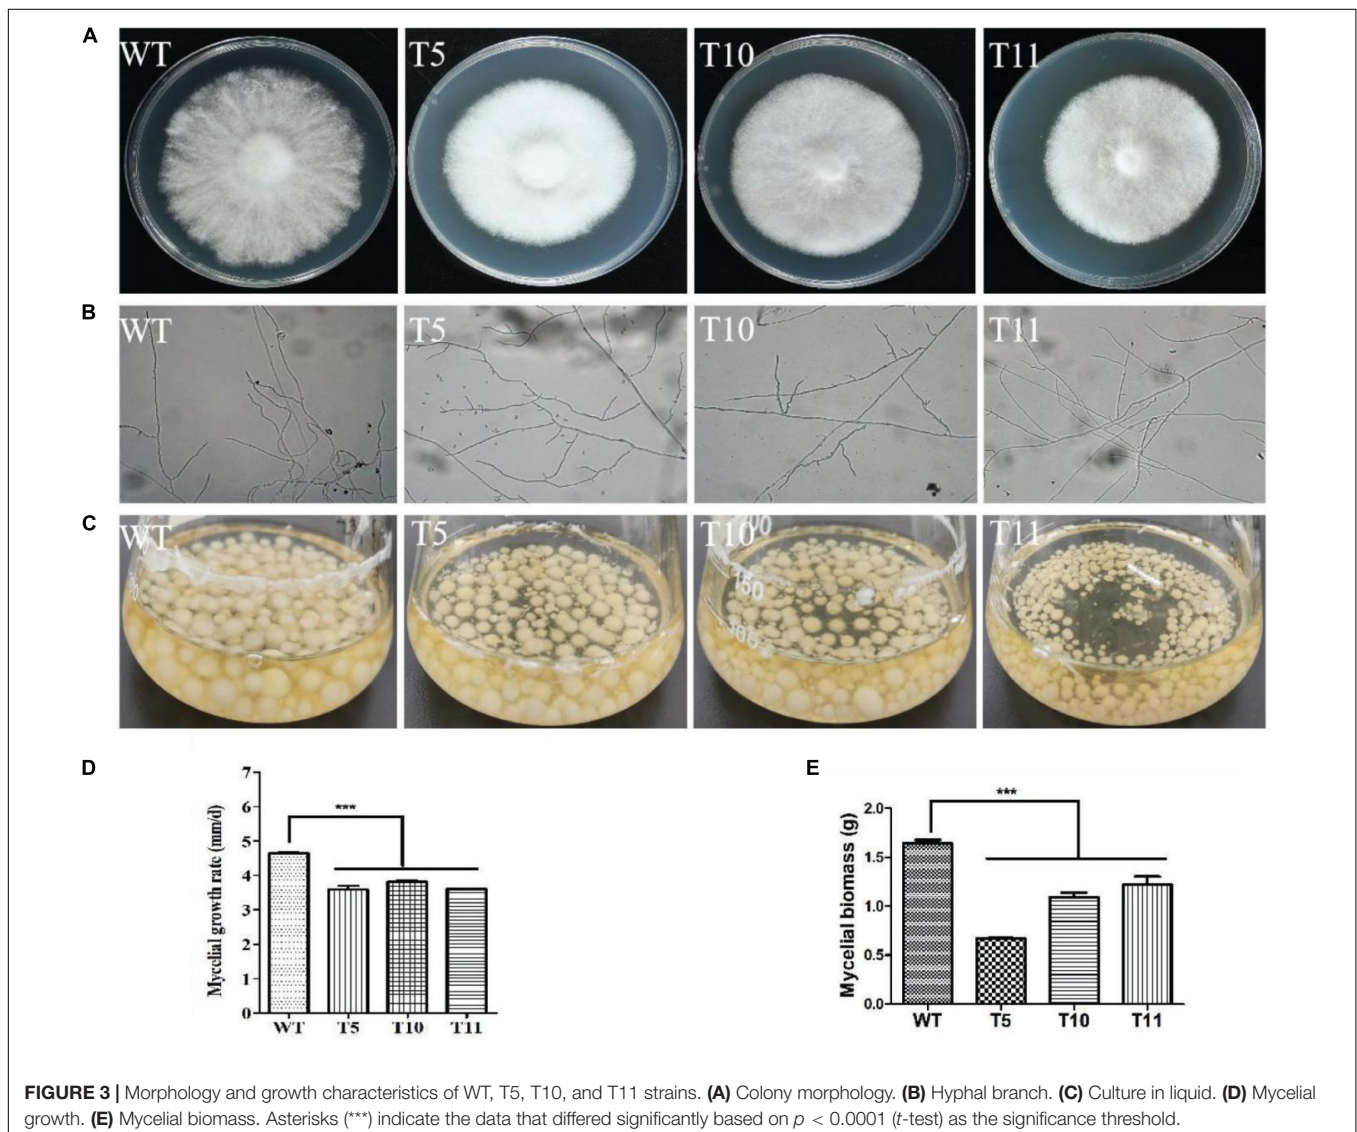 A
WT T5 T10 T11
B
WT T5 T10 T11
C
WT T5 T10 T11
150
100
D
Mycelial growth rate (mm/d)
7
6
5
4
3
2
1
0
***
WT T5 T10 T11
E
Mycelial biomass (g)
2.0
1.5
1.0
0.5
0.0
***
WT T5 T10 T11
FIGURE 3 | Morphology and growth characteristics of WT, T5, T10, and T11 strains. (A) Colony morphology. (B) Hyphal branch. (C) Culture in liquid. (D) Mycelial
growth. (E) Mycelial biomass. Asterisks (***) indicate the data that differed significantly based on p < 0.0001 (t-test) as the significance threshold.